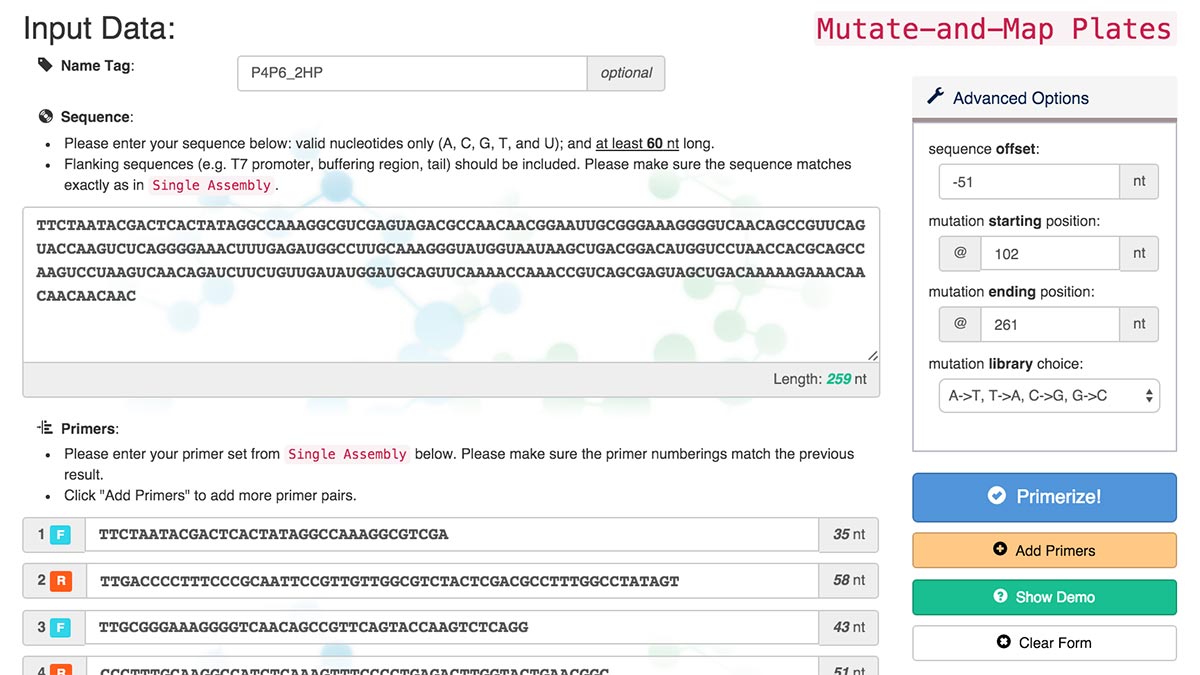 Input Data:
Mutate-and-Map Plates
Name Tag:
P4P6_2HP
optional
Sequence:
Please enter your sequence below: valid nucleotides only (A, C, G, T, and U); and at least 60 nt long.
Flanking sequences (e.g. T7 promoter, buffering region, tail) should be included. Please make sure the sequence matches
exactly as in Single Assembly.
TTCTAATACGACTCACTATAGGCCAAAGGCGUCGAGUAGACGCCAACAACGGAAUUGCGGGAAAGGGGUCAACAGCCGUUCAG
UACCAAGUCUCAGGGGAAACUUUGAGAUGGCCUUGCAAAGGGUAUGGUAAUAAGCUGACGGACAUGGUCCUAACCACGCAGCC
AAGUCCUAAGUCAACAGAUCUUCUGUUGAUAUGGAUGCAGUUCAAAACCAAACCGUCAGCGAGUAGCUGACAAAAAGAAACAA
CAACAACAAC
Length: 259 nt
Primers:
Please enter your primer set from Single Assembly below. Please make sure the primer numberings match the previous
result.
Click "Add Primers" to add more primer pairs.
1 F TTCTAATACGACTCACTATAGGCCAAAGGCGTCGA 35 nt
2 R TTGACCCCTTTCCCGCAATTCCGTTGTTGGCGTCTACTCGACGCCTTTGGCCTATAGT 58 nt
3 F TTGCGGGAAAGGGGTCAACAGCCGTTCAGTACCAAGTCTCAGG 43 nt
4 R CCCTTTGCAAGGCCATCTCAAAGTTTCCCCTGAGACTTGGTACTGAACGGC 51 nt
Advanced Options
sequence offset:
-51
nt
mutation starting position:
@ 102 nt
mutation ending position:
@ 261 nt
mutation library choice:
A->T, T->A, C->G, G->C
Primerize!
Add Primers
Show Demo
Clear Form